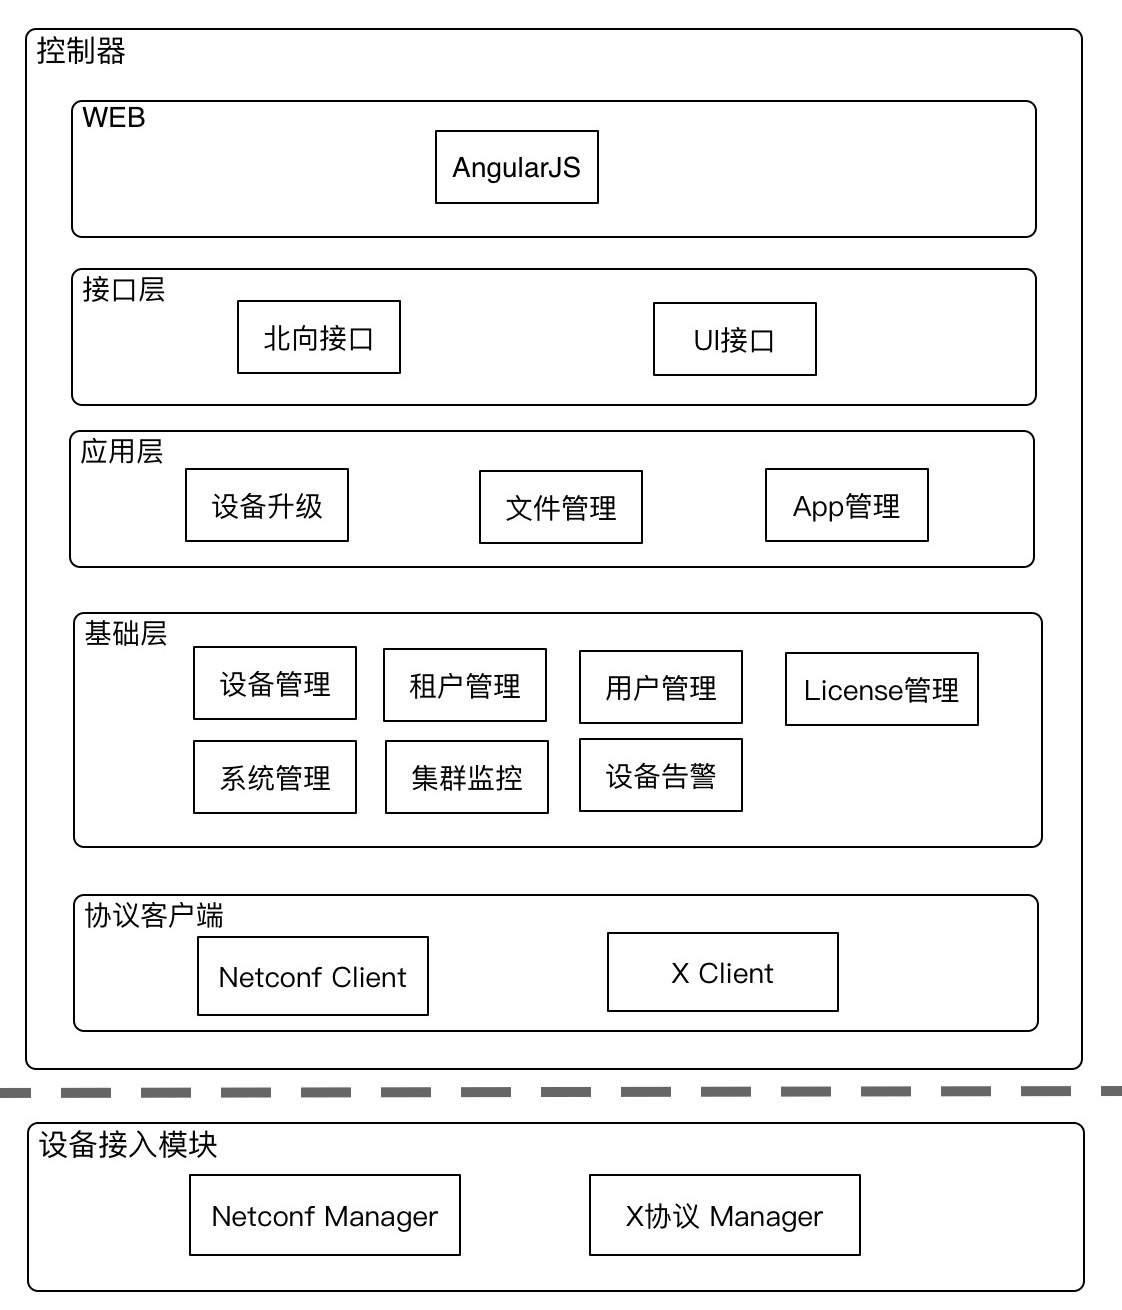 控制器
WEB
AngularJS
接口层
北向接口
UI接口
应用层
设备升级
文件管理
App管理
基础层
设备管理
租户管理
用户管理
License管理
系统管理
集群监控
设备告警
协议客户端
Netconf Client
X Client
设备接入模块
Netconf Manager
X协议 Manager